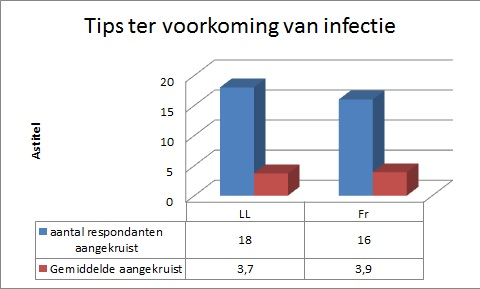 Tips ter voorkoming van infectie
Astitel
20
15
10
5
0
LL Fr
aantal respondanten
aangekruist 18 16
Gemiddelde aangekruist 3,7 3,9